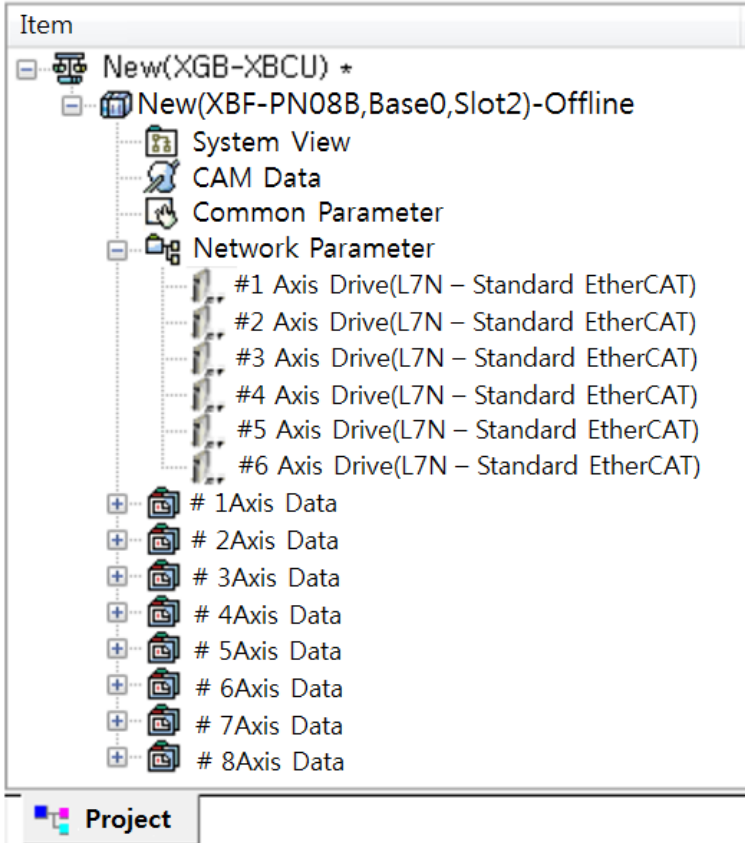 Item
New(XGB-XBCU) *
New(XBF-PN08B,Base0,Slot2)-Offline
System View
CAM Data
Common Parameter
Network Parameter
#1 Axis Drive(L7N – Standard EtherCAT)
#2 Axis Drive(L7N – Standard EtherCAT)
#3 Axis Drive(L7N – Standard EtherCAT)
#4 Axis Drive(L7N – Standard EtherCAT)
#5 Axis Drive(L7N – Standard EtherCAT)
#6 Axis Drive(L7N – Standard EtherCAT)
# 1Axis Data
# 2Axis Data
# 3Axis Data
# 4Axis Data
# 5Axis Data
# 6Axis Data
# 7Axis Data
# 8Axis Data
Project